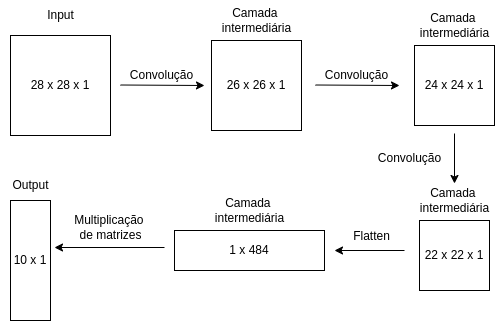 Input
28 x 28 x 1
Convolução
Camada
intermediária
26 x 26 x 1
Convolução
Camada
intermediária
24 x 24 x 1
Convolução
Camada
intermediária
22 x 22 x 1
Flatten
Camada
intermediária
1 x 484
Multiplicação
de matrizes
Output
10 x 1